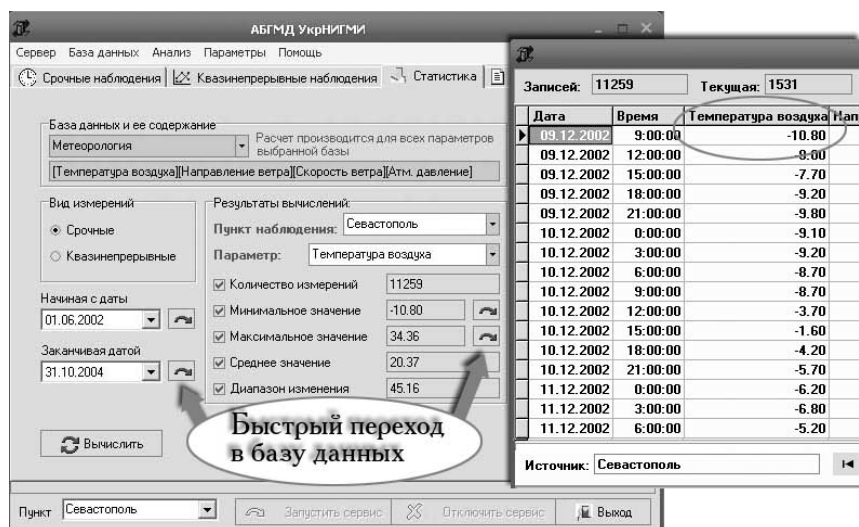 АБГМД УкрНИГМИ
Сервер База данных Анализ Параметры Помощь
Срочные наблюдения Квазинепрерывные наблюдения Статистика
База данных и ее содержание
Метеорология
Расчет производится для всех параметров
выбранной базы
[Температура воздуха][Направление ветра][Скорость ветра][Атм. давление]
Вид измерений
Срочные
Квазинепрерывные
Начиная с даты
01.06.2002
Заканчивая датой
31.10.2004
Вычислить
Результаты вычислений:
Пункт наблюдения: Севастополь
Параметр: Температура воздуха
Количество измерений 11259
Минимальное значение -10.80
Максимальное значение 34.36
Среднее значение 20.37
Диапазон изменения 45.16
Быстрый переход
в базу данных
Пункт Севастополь Запустить сервис Отключить сервис Выход
Записей: 11259 Текущая: 1531
Дата Время Температура воздуха Нап
09.12.2002 9:00:00 -10.80
09.12.2002 12:00:00 -9.00
09.12.2002 15:00:00 -7.70
09.12.2002 18:00:00 -9.20
09.12.2002 21:00:00 -9.80
10.12.2002 0:00:00 -9.10
10.12.2002 3:00:00 -9.20
10.12.2002 6:00:00 -8.70
10.12.2002 9:00:00 -8.70
10.12.2002 12:00:00 -3.70
10.12.2002 15:00:00 -1.60
10.12.2002 18:00:00 -4.20
10.12.2002 21:00:00 -5.70
11.12.2002 0:00:00 -6.20
11.12.2002 3:00:00 -6.80
11.12.2002 6:00:00 -5.20
Источник: Севастополь